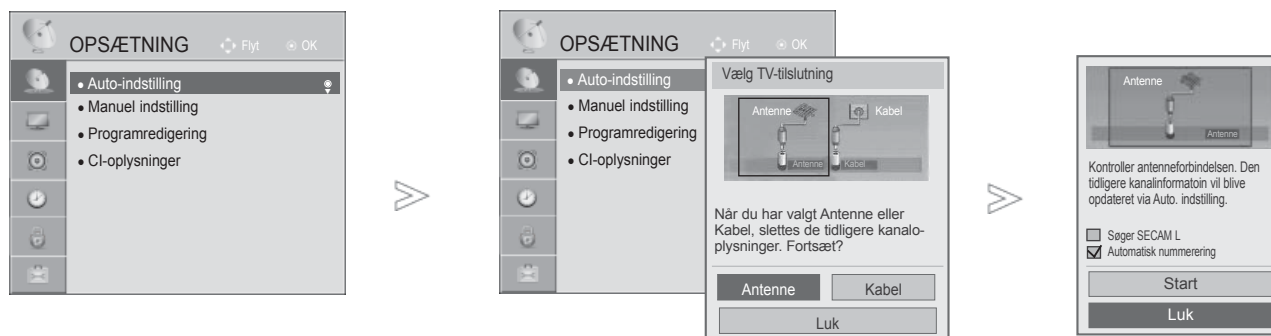 OPSÆTNING Flyt OK
• Auto-indstilling
• Manuel indstilling
• Programredigering
• CI-oplysninger
OPSÆTNING Flyt OK
• Auto-indstilling
• Manuel indstilling
• Programredigering
• CI-oplysninger
Vælg TV-tilslutning
Antenne Kabel
Antenne Kabel
Når du har valgt Antenne eller
Kabel, slettes de tidligere kanalo-
plysninger. Fortsæt?
Antenne Kabel
Luk
Antenne
Antenne
Kontroller antenneforbindelsen. Den
tidligere kanalinformatoin vil blive
opdateret via Auto. indstilling.
Søger SECAM L
Automatisk nummerering
Start
Luk